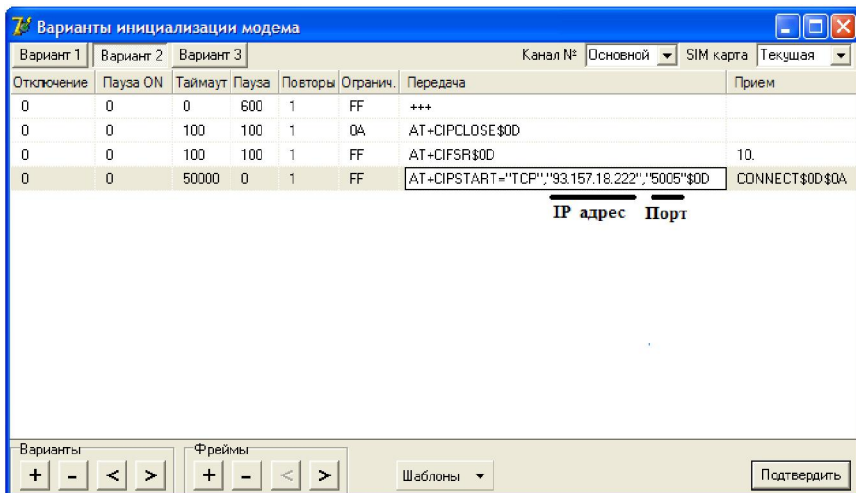 Варианты инициализации модема
Вариант 1 Вариант 2 Вариант 3 Канал № Основной SIM карта Текущая
Отключение Пауза ON Таймаут Пауза Повторы Огранич. Передача Прием
0 0 0 600 1 FF +++
0 0 100 100 1 0A AT+CIPCLOSE$0D
0 0 100 100 1 FF AT+CIFSR$0D 10.
0 0 50000 0 1 FF AT+CIPSTART="TCP","93.157.18.222","5005"$0D CONNECT$0D$0A
IP адрес Порт
Варианты Фреймы
+ - < > + - < > Шаблоны Подтвердить